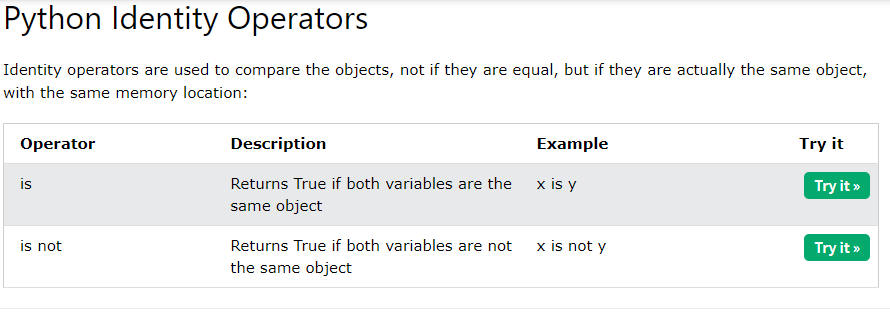 Python Identity Operators
Identity operators are used to compare the objects, not if they are equal, but if they are actually the same object,
with the same memory location:
Operator Description Example Try it
is Returns True if both variables are the x is y Try it »
same object
is not Returns True if both variables are not x is not y Try it »
the same object